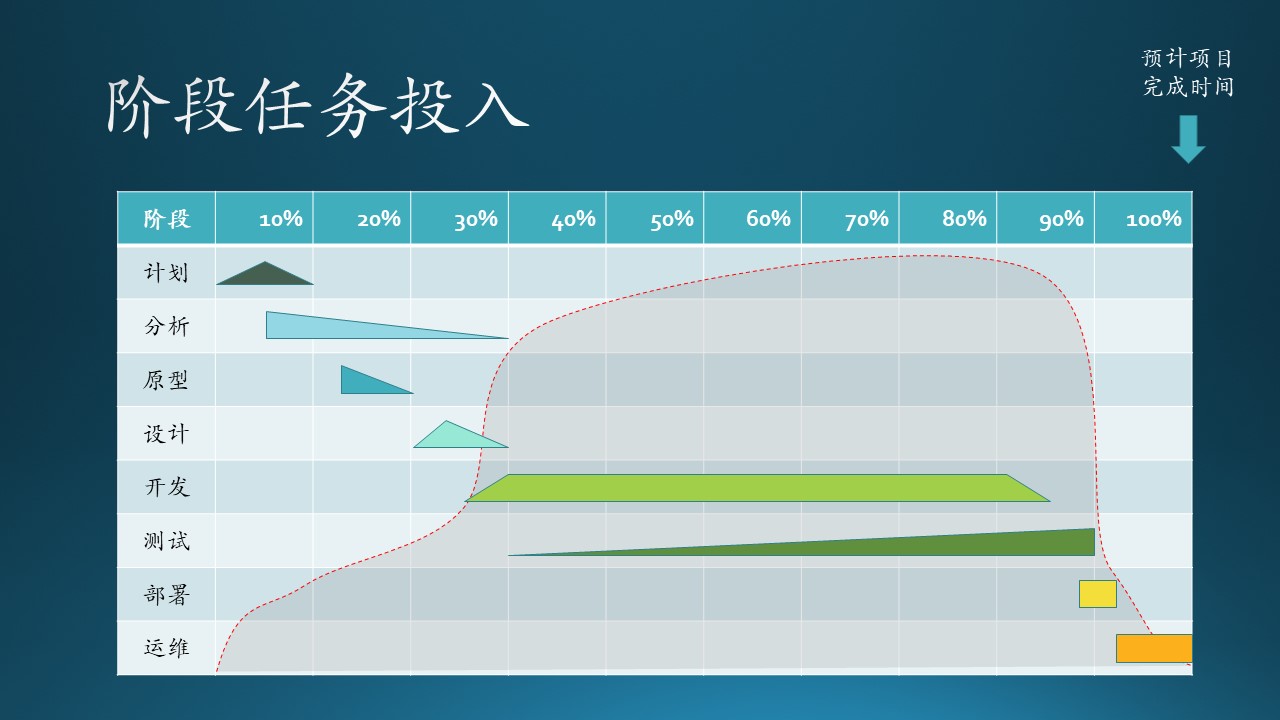 预计项目
完成时间
阶段任务投入
阶段 10% 20% 30% 40% 50% 60% 70% 80% 90% 100%
计划
分析
原型
设计
开发
测试
部署
运维